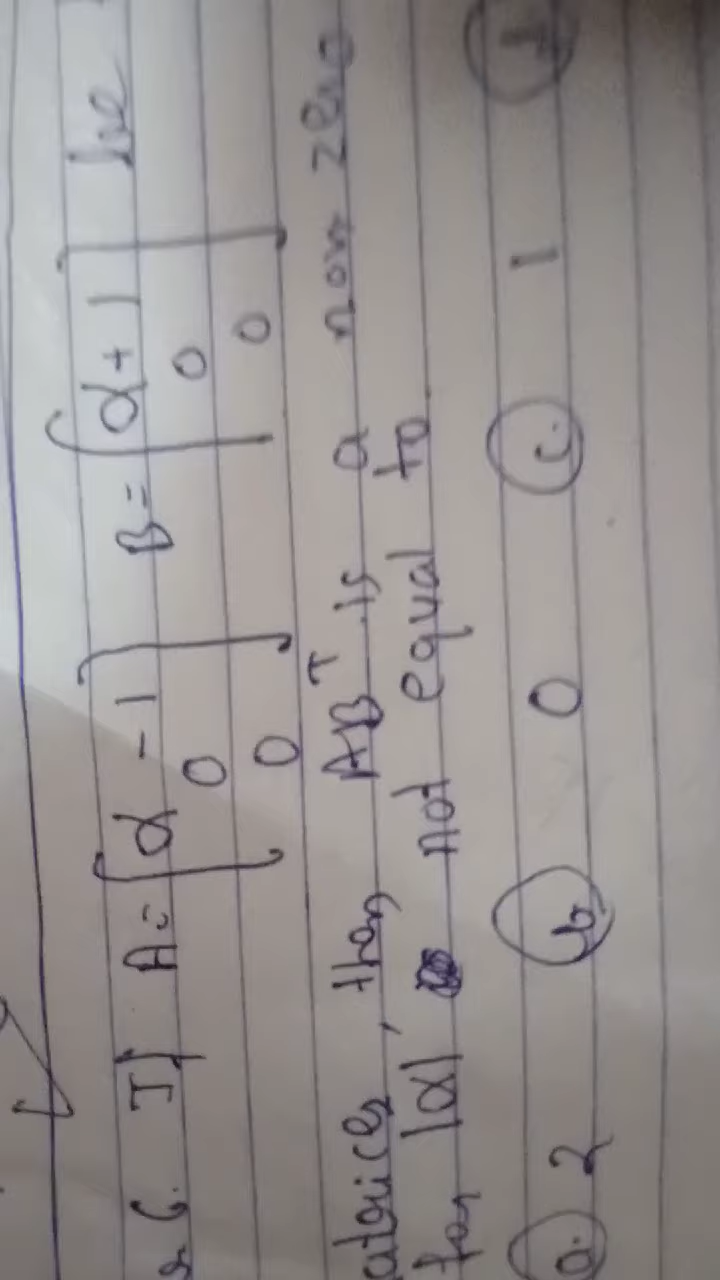 6. If A = [α - 1 B = [α + 1 be
0 0
0] 0]
matrices, then ABᵀ is a non zero
for |α| not equal to
a. 2 b. 0 c. 1